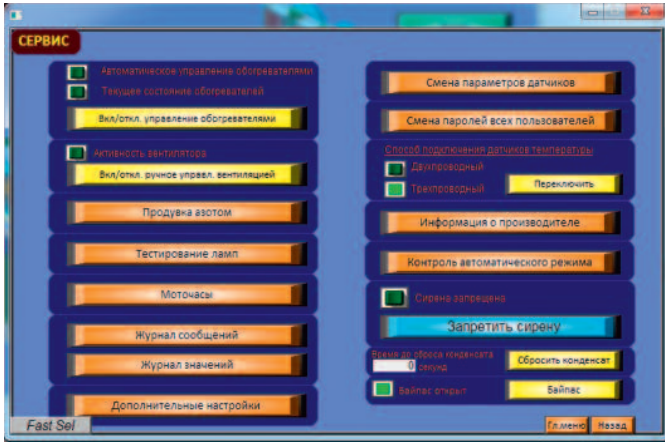 СЕРВИС
Автоматическое управление обогревателями
Текущее состояние обогревателей
Вкл/откл. управление обогревателями
Активность вентилятора
Вкл/откл. ручное управл. вентиляцией
Продувка азотом
Тестирование ламп
Моточасы
Журнал сообщений
Журнал значений
Дополнительные настройки
Fast Sel
Смена параметров датчиков
Смена паролей всех пользователей
Способ подключения датчиков температуры
Двухпроводный
Трехпроводный
Переключить
Информация о производителе
Контроль автоматического режима
Сирена запрещена
Запретить сирену
Время до сброса конденсата
0 секунд
Сбросить конденсат
Байпас открыт
Байпас
Гл.меню
Назад